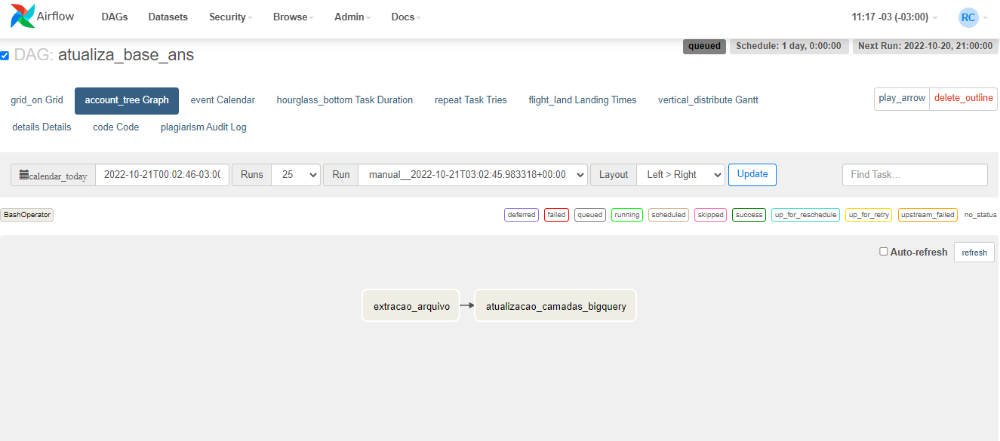 Airflow DAGs Datasets Security Browse Admin Docs 11:17 -03 (-03:00) RC
DAG: atualiza_base_ans queued Schedule: 1 day, 0:00:00 Next Run: 2022-10-20, 21:00:00
grid_on Grid account_tree Graph event Calendar hourglass_bottom Task Duration repeat Task Tries flight_land Landing Times vertical_distribute Gantt play_arrow delete_outline
details Details code Code plagiarism Audit Log
calendar_today 2022-10-21T00:02:46-03:00 Runs 25 Run manual__2022-10-21T03:02:45.983318+00:00 Layout Left > Right Update Find Task...
BashOperator deferred failed queued running scheduled skipped success up_for_reschedule up_for_retry upstream_failed no_status
Auto-refresh refresh
extracao_arquivo atualizacao_camadas_bigquery